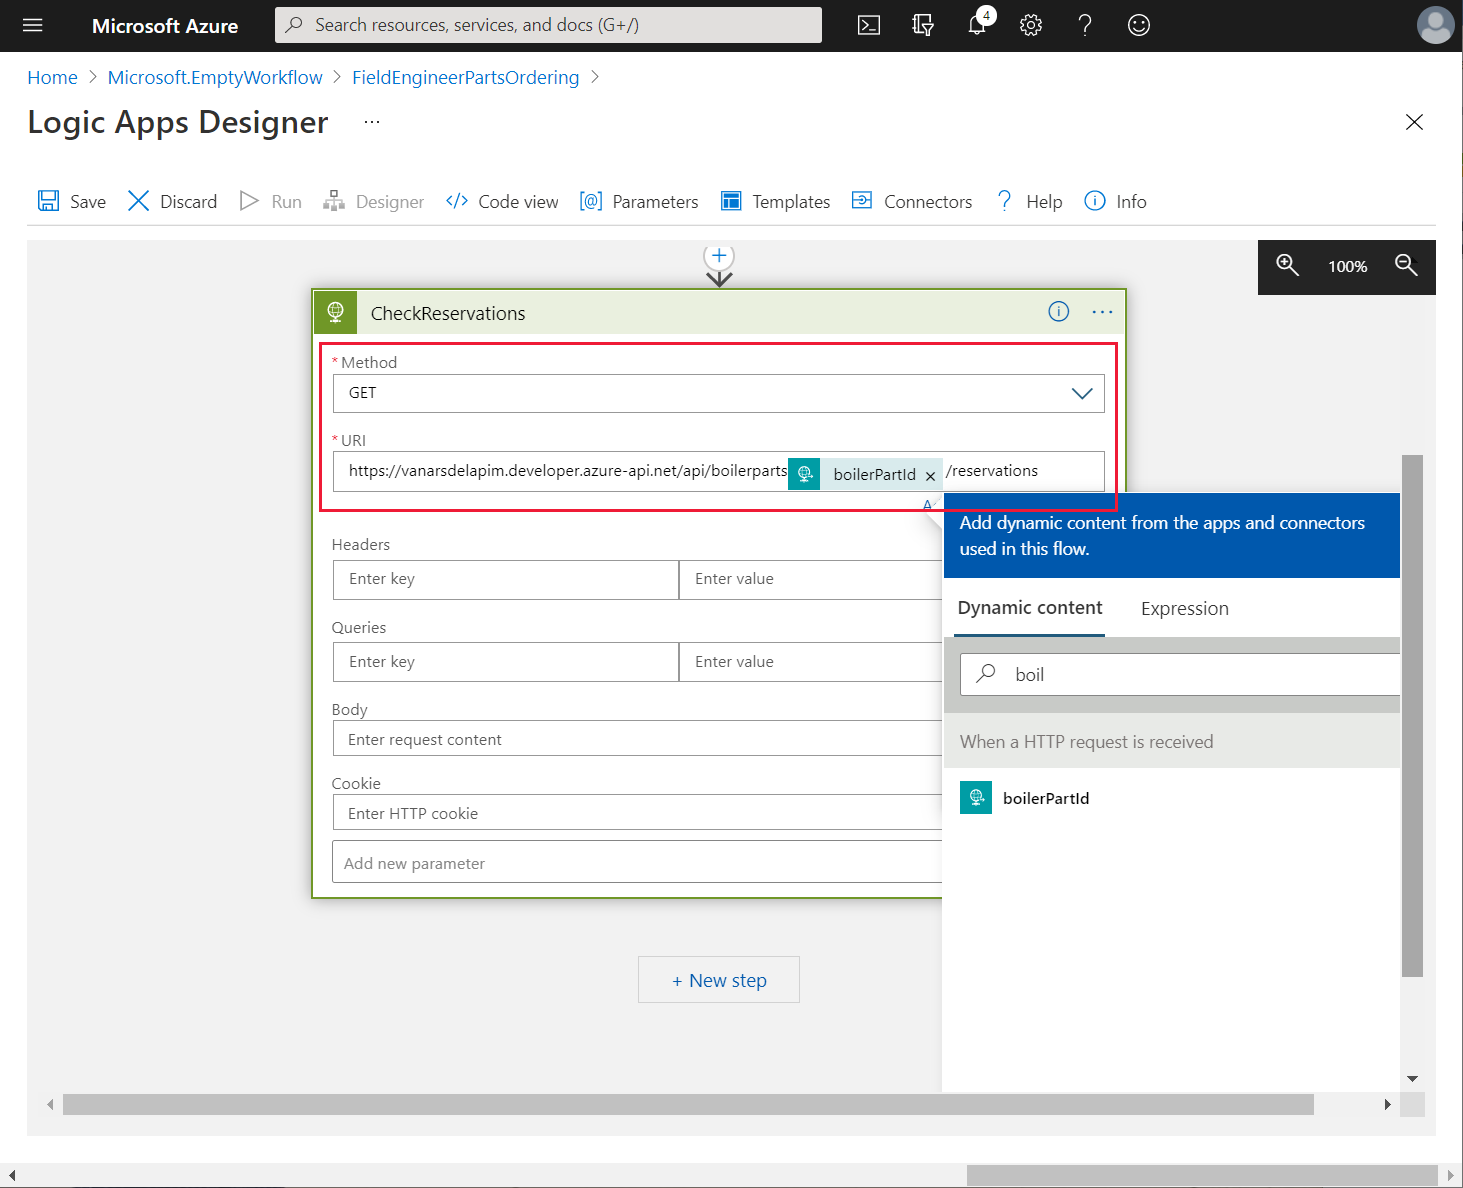 Microsoft Azure
Search resources, services, and docs (G+/)
4
Home > Microsoft.EmptyWorkflow > FieldEngineerPartsOrdering >
Logic Apps Designer ...
Save Discard Run Designer </> Code view [@] Parameters Templates Connectors ? Help Info
100%
CheckReservations
* Method
GET
* URI
https://vanarsdelapim.developer.azure-api.net/api/boilerparts boilerPartId × /reservations
Add dynamic content from the apps and connectors
used in this flow.
Headers
Enter key Enter value
Dynamic content Expression
Queries
Enter key Enter value
boil
Body
Enter request content
When a HTTP request is received
Cookie
Enter HTTP cookie
boilerPartId
Add new parameter
+ New step